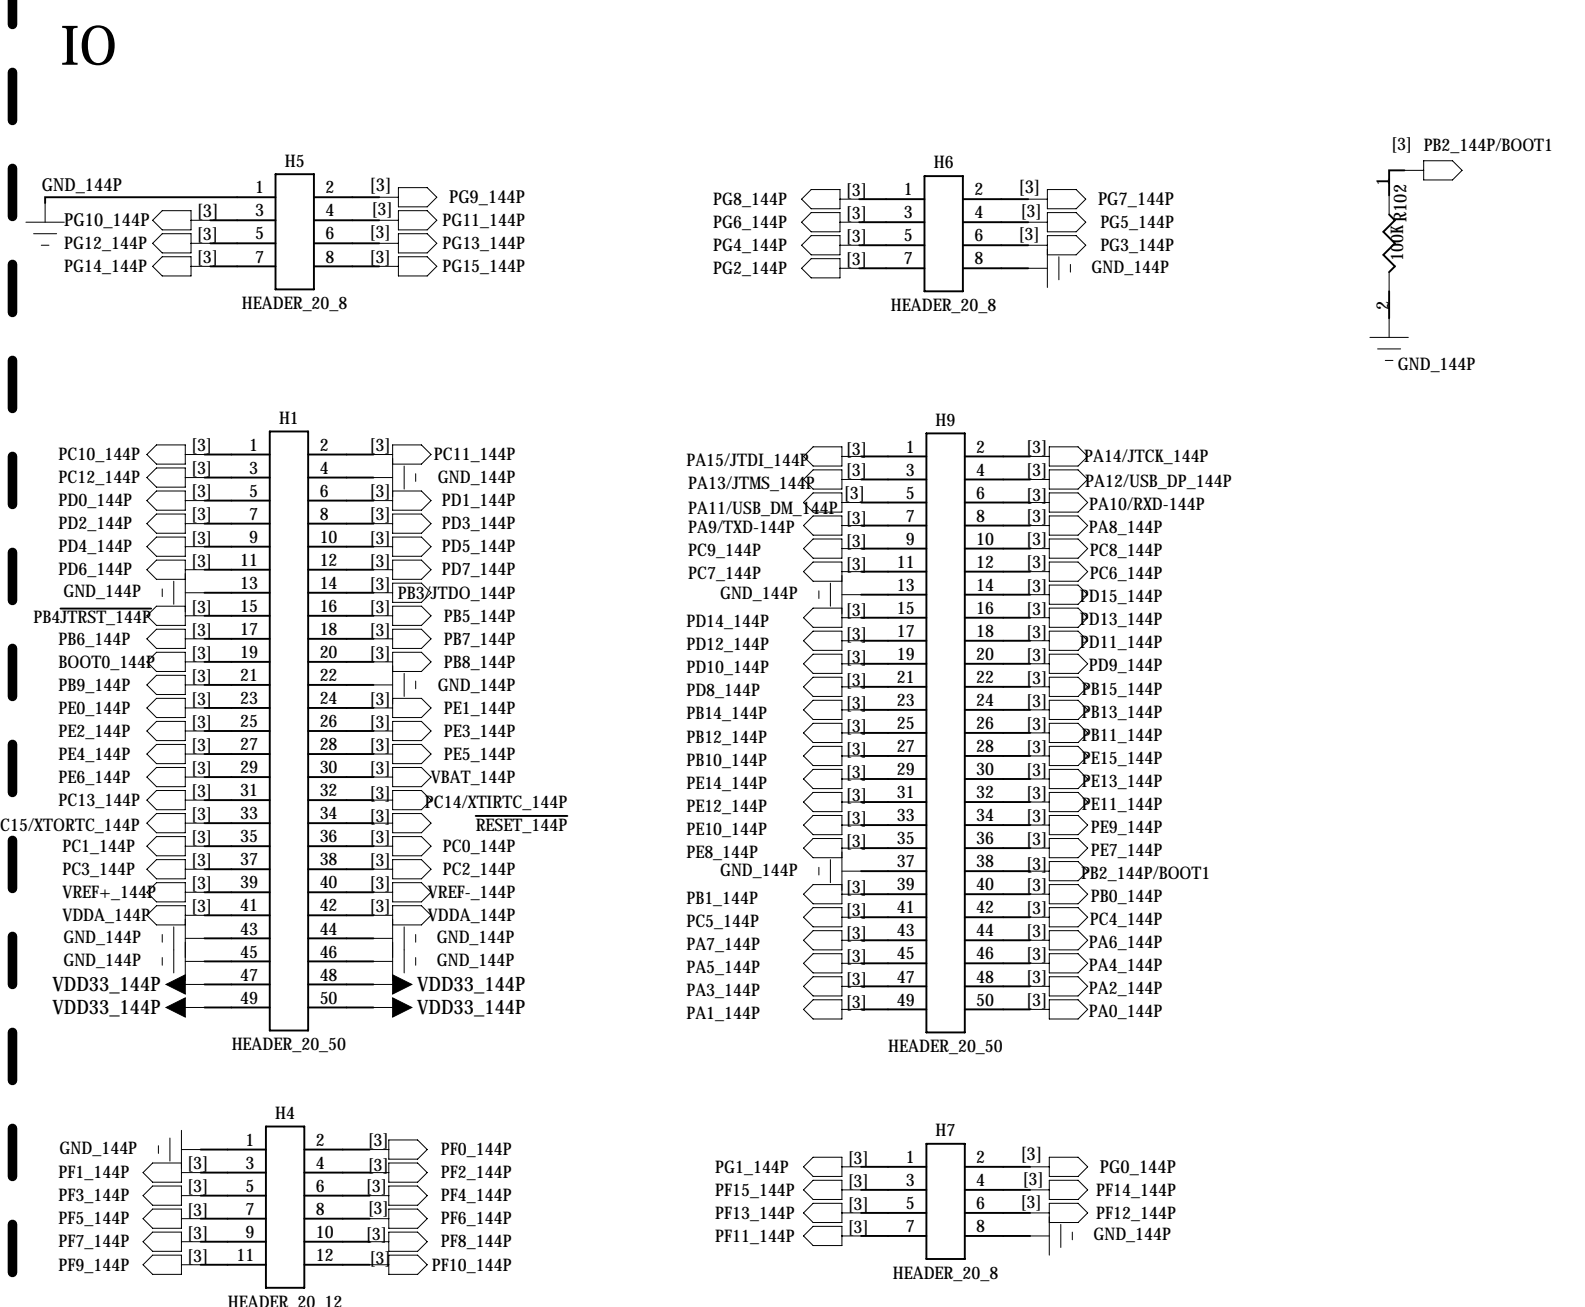 IO
[3] PB2_144P/BOOT1
1
R102
100K
2
GND_144P
H5
GND_144P 1 2 [3] PG9_144P
PG10_144P [3] 3 4 [3] PG11_144P
PG12_144P [3] 5 6 [3] PG13_144P
PG14_144P [3] 7 8 [3] PG15_144P
HEADER_20_8
H6
PG8_144P [3] 1 2 [3] PG7_144P
PG6_144P [3] 3 4 [3] PG5_144P
PG4_144P [3] 5 6 [3] PG3_144P
PG2_144P [3] 7 8 GND_144P
HEADER_20_8
H1
PC10_144P [3] 1 2 [3] PC11_144P
PC12_144P [3] 3 4 GND_144P
PD0_144P [3] 5 6 [3] PD1_144P
PD2_144P [3] 7 8 [3] PD3_144P
PD4_144P [3] 9 10 [3] PD5_144P
PD6_144P [3] 11 12 [3] PD7_144P
GND_144P 13 14 [3] PB3/JTDO_144P
PB4JTRST_144P [3] 15 16 [3] PB5_144P
PB6_144P [3] 17 18 [3] PB7_144P
BOOT0_144P [3] 19 20 [3] PB8_144P
PB9_144P [3] 21 22 GND_144P
PE0_144P [3] 23 24 [3] PE1_144P
PE2_144P [3] 25 26 [3] PE3_144P
PE4_144P [3] 27 28 [3] PE5_144P
PE6_144P [3] 29 30 [3] VBAT_144P
PC13_144P [3] 31 32 [3] PC14/XTIRTC_144P
C15/XTORTC_144P [3] 33 34 [3] RESET_144P
PC1_144P [3] 35 36 [3] PC0_144P
PC3_144P [3] 37 38 [3] PC2_144P
VREF+_144P [3] 39 40 [3] VREF-_144P
VDDA_144P [3] 41 42 [3] VDDA_144P
GND_144P 43 44 GND_144P
GND_144P 45 46 GND_144P
VDD33_144P 47 48 VDD33_144P
VDD33_144P 49 50 VDD33_144P
HEADER_20_50
H9
PA15/JTDI_144P [3] 1 2 [3] PA14/JTCK_144P
PA13/JTMS_144P [3] 3 4 [3] PA12/USB_DP_144P
PA11/USB_DM_144P [3] 5 6 [3] PA10/RXD-144P
PA9/TXD-144P [3] 7 8 [3] PA8_144P
PC9_144P [3] 9 10 [3] PC8_144P
PC7_144P [3] 11 12 [3] PC6_144P
GND_144P 13 14 [3] PD15_144P
PD14_144P [3] 15 16 [3] PD13_144P
PD12_144P [3] 17 18 [3] PD11_144P
PD10_144P [3] 19 20 [3] PD9_144P
PD8_144P [3] 21 22 [3] PB15_144P
PB14_144P [3] 23 24 [3] PB13_144P
PB12_144P [3] 25 26 [3] PB11_144P
PB10_144P [3] 27 28 [3] PE15_144P
PE14_144P [3] 29 30 [3] PE13_144P
PE12_144P [3] 31 32 [3] PE11_144P
PE10_144P [3] 33 34 [3] PE9_144P
PE8_144P [3] 35 36 [3] PE7_144P
GND_144P 37 38 [3] PB2_144P/BOOT1
PB1_144P [3] 39 40 [3] PB0_144P
PC5_144P [3] 41 42 [3] PC4_144P
PA7_144P [3] 43 44 [3] PA6_144P
PA5_144P [3] 45 46 [3] PA4_144P
PA3_144P [3] 47 48 [3] PA2_144P
PA1_144P [3] 49 50 [3] PA0_144P
HEADER_20_50
H4
GND_144P 1 2 [3] PF0_144P
PF1_144P [3] 3 4 [3] PF2_144P
PF3_144P [3] 5 6 [3] PF4_144P
PF5_144P [3] 7 8 [3] PF6_144P
PF7_144P [3] 9 10 [3] PF8_144P
PF9_144P [3] 11 12 [3] PF10_144P
HEADER_20_12
H7
PG1_144P [3] 1 2 [3] PG0_144P
PF15_144P [3] 3 4 [3] PF14_144P
PF13_144P [3] 5 6 [3] PF12_144P
PF11_144P [3] 7 8 GND_144P
HEADER_20_8